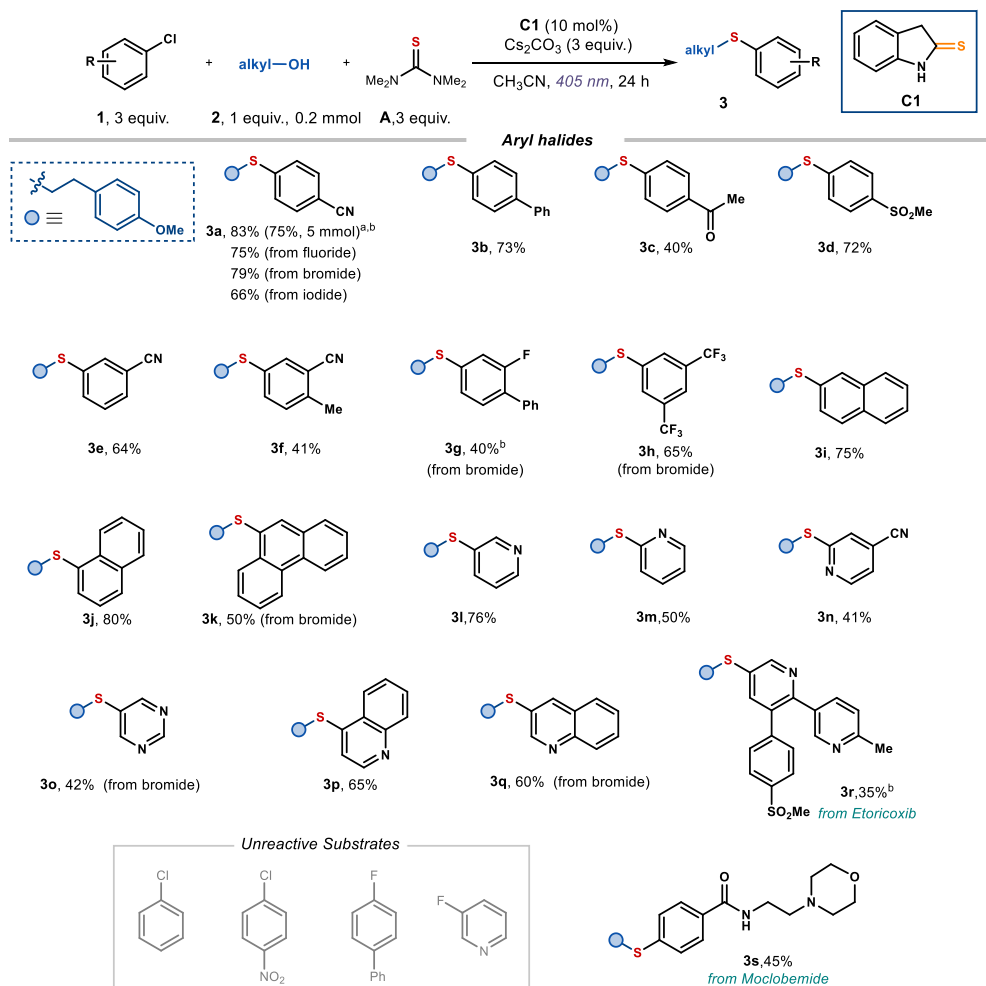 C1 (10 mol%)
Cs2CO3 (3 equiv.)
CH3CN, 405 nm, 24 h
R
Cl
+
alkyl
OH
+
S
Me2N
NMe2
alkyl
S
R
S
N
H
C1
1, 3 equiv.
2, 1 equiv., 0.2 mmol
A,3 equiv.
3
Aryl halides
≡
OMe
S
CN
3a, 83% (75%, 5 mmol)a,b
75% (from fluoride)
79% (from bromide)
66% (from iodide)
S
Ph
3b, 73%
S
Me
O
3c, 40%
S
SO2Me
3d, 72%
S
CN
3e, 64%
S
CN
Me
3f, 41%
S
F
Ph
3g, 40%b
(from bromide)
S
CF3
CF3
3h, 65%
(from bromide)
S
3i, 75%
S
3j, 80%
S
3k, 50% (from bromide)
S
N
3l,76%
S
N
3m,50%
S
N
CN
3n, 41%
S
N
N
3o, 42% (from bromide)
S
N
3p, 65%
S
N
3q, 60% (from bromide)
S
N
N
Me
SO2Me
3r,35%b
from Etoricoxib
Unreactive Substrates
Cl
Cl
NO2
F
Ph
F
N
S
O
N
H
N
O
3s,45%
from Moclobemide